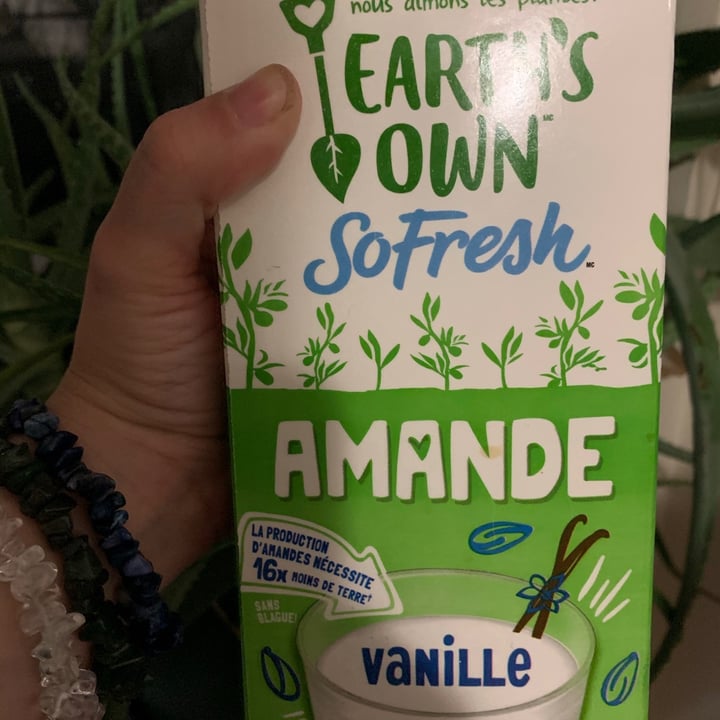 nous aimons les plantes!
EARTH'S
OWN MC
SoFresh MC
AMANDE
LA PRODUCTION
D'AMANDES NÉCESSITE
16x MOINS DE TERRE†
SANS
BLAGUE!
vanille